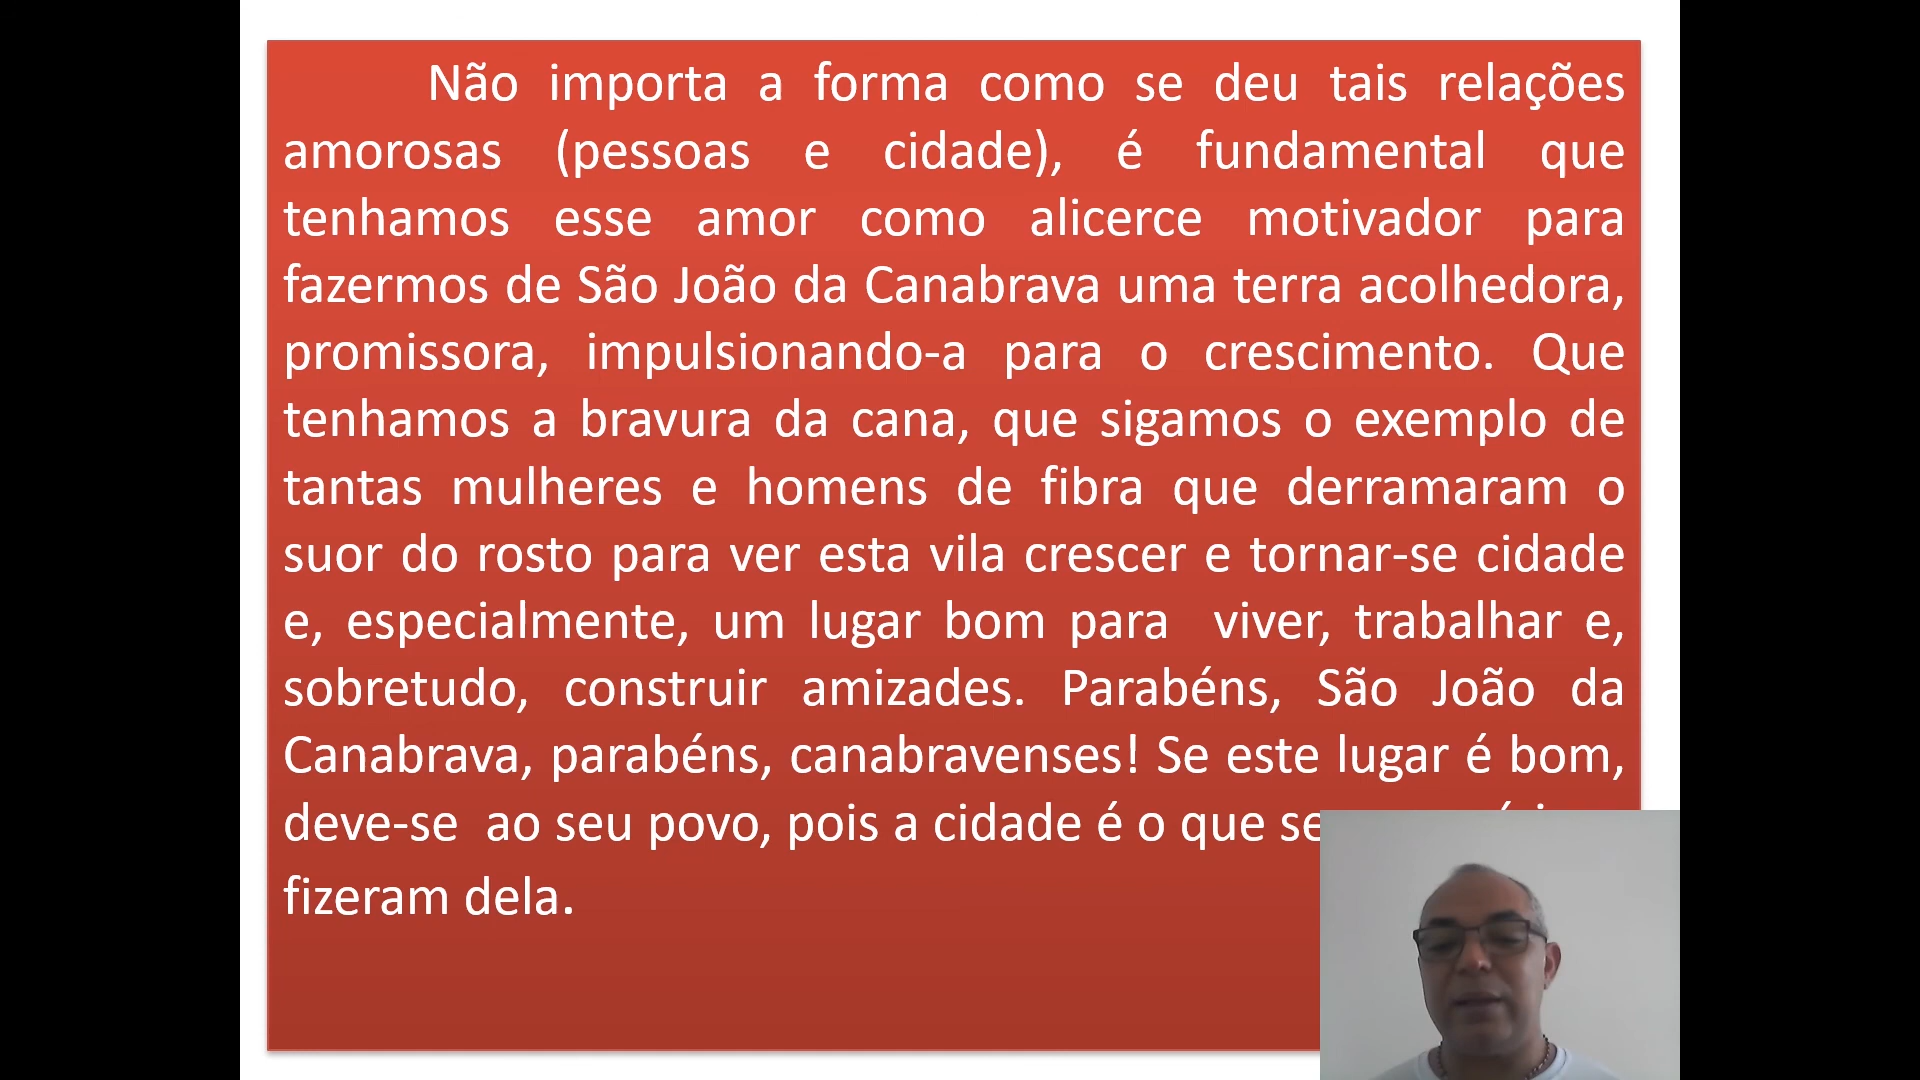 Não importa a forma como se deu tais relações
amorosas (pessoas e cidade), é fundamental que
tenhamos esse amor como alicerce motivador para
fazermos de São João da Canabrava uma terra acolhedora,
promissora, impulsionando-a para o crescimento. Que
tenhamos a bravura da cana, que sigamos o exemplo de
tantas mulheres e homens de fibra que derramaram o
suor do rosto para ver esta vila crescer e tornar-se cidade
e, especialmente, um lugar bom para viver, trabalhar e,
sobretudo, construir amizades. Parabéns, São João da
Canabrava, parabéns, canabravenses! Se este lugar é bom,
deve-se ao seu povo, pois a cidade é o que
fizeram dela.